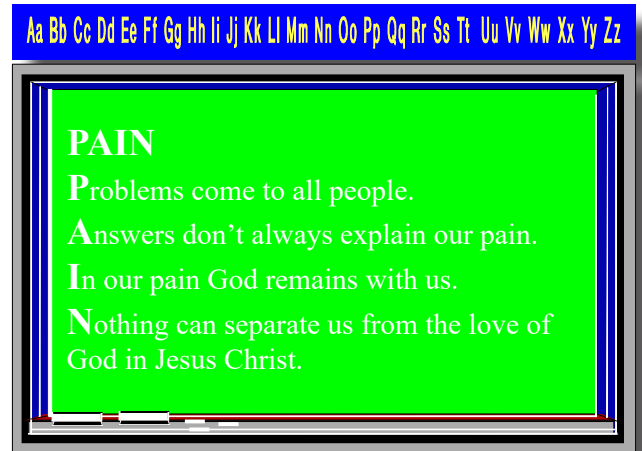 Aa Bb Cc Dd Ee Ff Gg Hh Ii Jj Kk Ll Mm Nn Oo Pp Qq Rr Ss Tt Uu Vv Ww Xx Yy Zz
PAIN
Problems come to all people.
Answers don’t always explain our pain.
In our pain God remains with us.
Nothing can separate us from the love of
God in Jesus Christ.